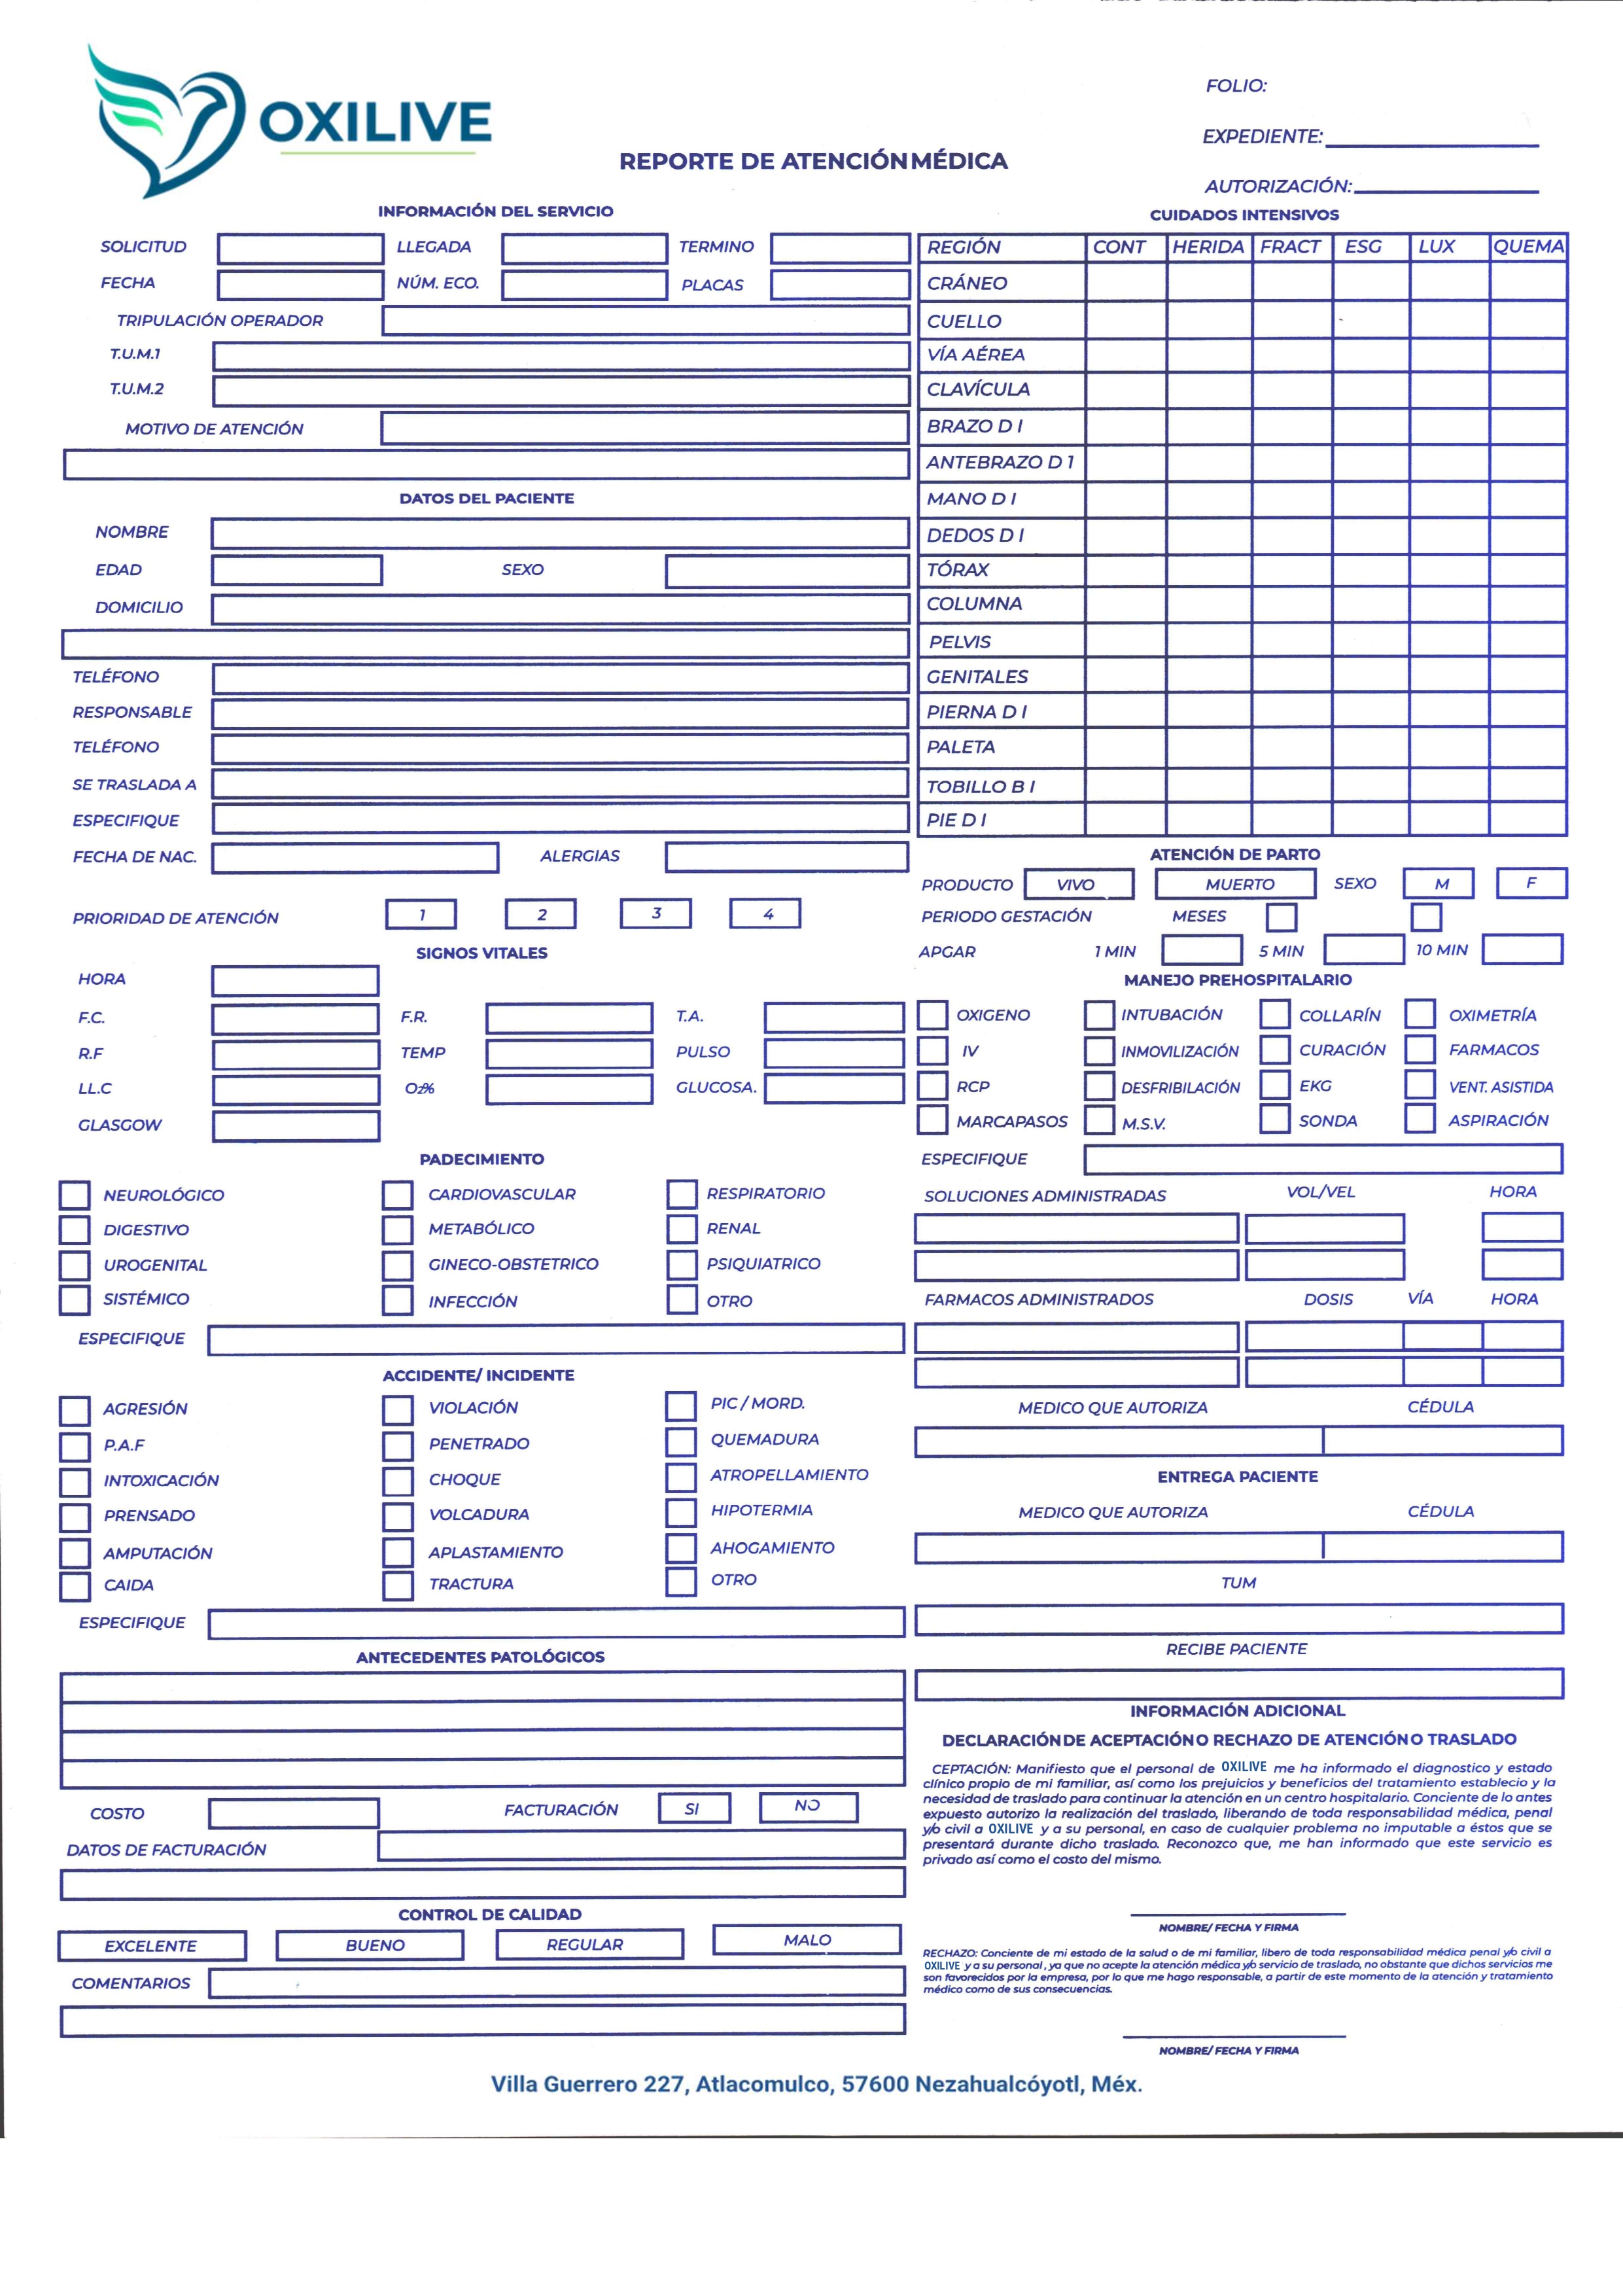 OXILIVE
FOLIO:
EXPEDIENTE:
REPORTE DE ATENCIÓN MÉDICA
AUTORIZACIÓN:
INFORMACIÓN DEL SERVICIO
SOLICITUD LLEGADA TERMINO
FECHA NÚM. ECO. PLACAS
TRIPULACIÓN OPERADOR
T.U.M.1
T.U.M.2
MOTIVO DE ATENCIÓN
DATOS DEL PACIENTE
NOMBRE
EDAD SEXO
DOMICILIO
TELÉFONO
RESPONSABLE
TELÉFONO
SE TRASLADA A
ESPECIFIQUE
FECHA DE NAC. ALERGIAS
PRIORIDAD DE ATENCIÓN 1 2 3 4
SIGNOS VITALES
HORA
F.C. F.R. T.A.
R.F TEMP PULSO
LL.C O2% GLUCOSA.
GLASGOW
PADECIMIENTO
NEUROLÓGICO CARDIOVASCULAR RESPIRATORIO
DIGESTIVO METABÓLICO RENAL
UROGENITAL GINECO-OBSTETRICO PSIQUIATRICO
SISTÉMICO INFECCIÓN OTRO
ESPECIFIQUE
ACCIDENTE/ INCIDENTE
AGRESIÓN VIOLACIÓN PIC / MORD.
P.A.F PENETRADO QUEMADURA
INTOXICACIÓN CHOQUE ATROPELLAMIENTO
PRENSADO VOLCADURA HIPOTERMIA
AMPUTACIÓN APLASTAMIENTO AHOGAMIENTO
CAIDA TRACTURA OTRO
ESPECIFIQUE
ANTECEDENTES PATOLÓGICOS
COSTO FACTURACIÓN SI NO
DATOS DE FACTURACIÓN
CONTROL DE CALIDAD
EXCELENTE BUENO REGULAR MALO
COMENTARIOS
CUIDADOS INTENSIVOS
REGIÓN CONT HERIDA FRACT ESG LUX QUEMA
CRÁNEO
CUELLO
VÍA AÉREA
CLAVÍCULA
BRAZO D I
ANTEBRAZO D 1
MANO D I
DEDOS D I
TÓRAX
COLUMNA
PELVIS
GENITALES
PIERNA D I
PALETA
TOBILLO B I
PIE D I
ATENCIÓN DE PARTO
PRODUCTO VIVO MUERTO SEXO M F
PERIODO GESTACIÓN MESES
APGAR 1 MIN 5 MIN 10 MIN
MANEJO PREHOSPITALARIO
OXIGENO INTUBACIÓN COLLARÍN OXIMETRÍA
IV INMOVILIZACIÓN CURACIÓN FARMACOS
RCP DESFRIBILACIÓN EKG VENT. ASISTIDA
MARCAPASOS M.S.V. SONDA ASPIRACIÓN
ESPECIFIQUE
SOLUCIONES ADMINISTRADAS VOL/VEL HORA
FARMACOS ADMINISTRADOS DOSIS VÍA HORA
MEDICO QUE AUTORIZA CÉDULA
ENTREGA PACIENTE
MEDICO QUE AUTORIZA CÉDULA
TUM
RECIBE PACIENTE
INFORMACIÓN ADICIONAL
DECLARACIÓN DE ACEPTACIÓN O RECHAZO DE ATENCIÓN O TRASLADO
CEPTACIÓN: Manifiesto que el personal de OXILIVE me ha informado el diagnostico y estado
clínico propio de mi familiar, así como los prejuicios y beneficios del tratamiento establecio y la
necesidad de traslado para continuar la atención en un centro hospitalario. Conciente de lo antes
expuesto autorizo la realización del traslado, liberando de toda responsabilidad médica, penal
y/o civil a OXILIVE y a su personal, en caso de cualquier problema no imputable a éstos que se
presentará durante dicho traslado. Reconozco que, me han informado que este servicio es
privado así como el costo del mismo.
NOMBRE/ FECHA Y FIRMA
RECHAZO: Conciente de mi estado de la salud o de mi familiar, libero de toda responsabilidad médica penal y/o civil a
OXILIVE y a su personal, ya que no acepte la atención médica y/o servicio de traslado, no obstante que dichos servicios me
son favorecidos por la empresa, por lo que me hago responsable, a partir de este momento de la atención y tratamiento
médico como de sus consecuencias.
NOMBRE/ FECHA Y FIRMA
Villa Guerrero 227, Atlacomulco, 57600 Nezahualcóyotl, Méx.